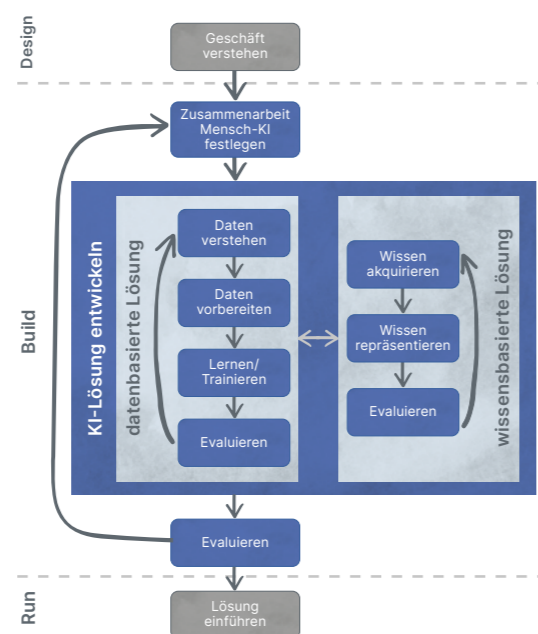 Design
Geschäft
verstehen
Zusammenarbeit
Mensch-KI
festlegen
Build
KI-Lösung entwickeln
datenbasierte Lösung
Daten
verstehen
Daten
vorbereiten
Lernen/
Trainieren
Evaluieren
Wissen
akquirieren
Wissen
repräsentieren
Evaluieren
wissensbasierte Lösung
Evaluieren
Run
Lösung
einführen